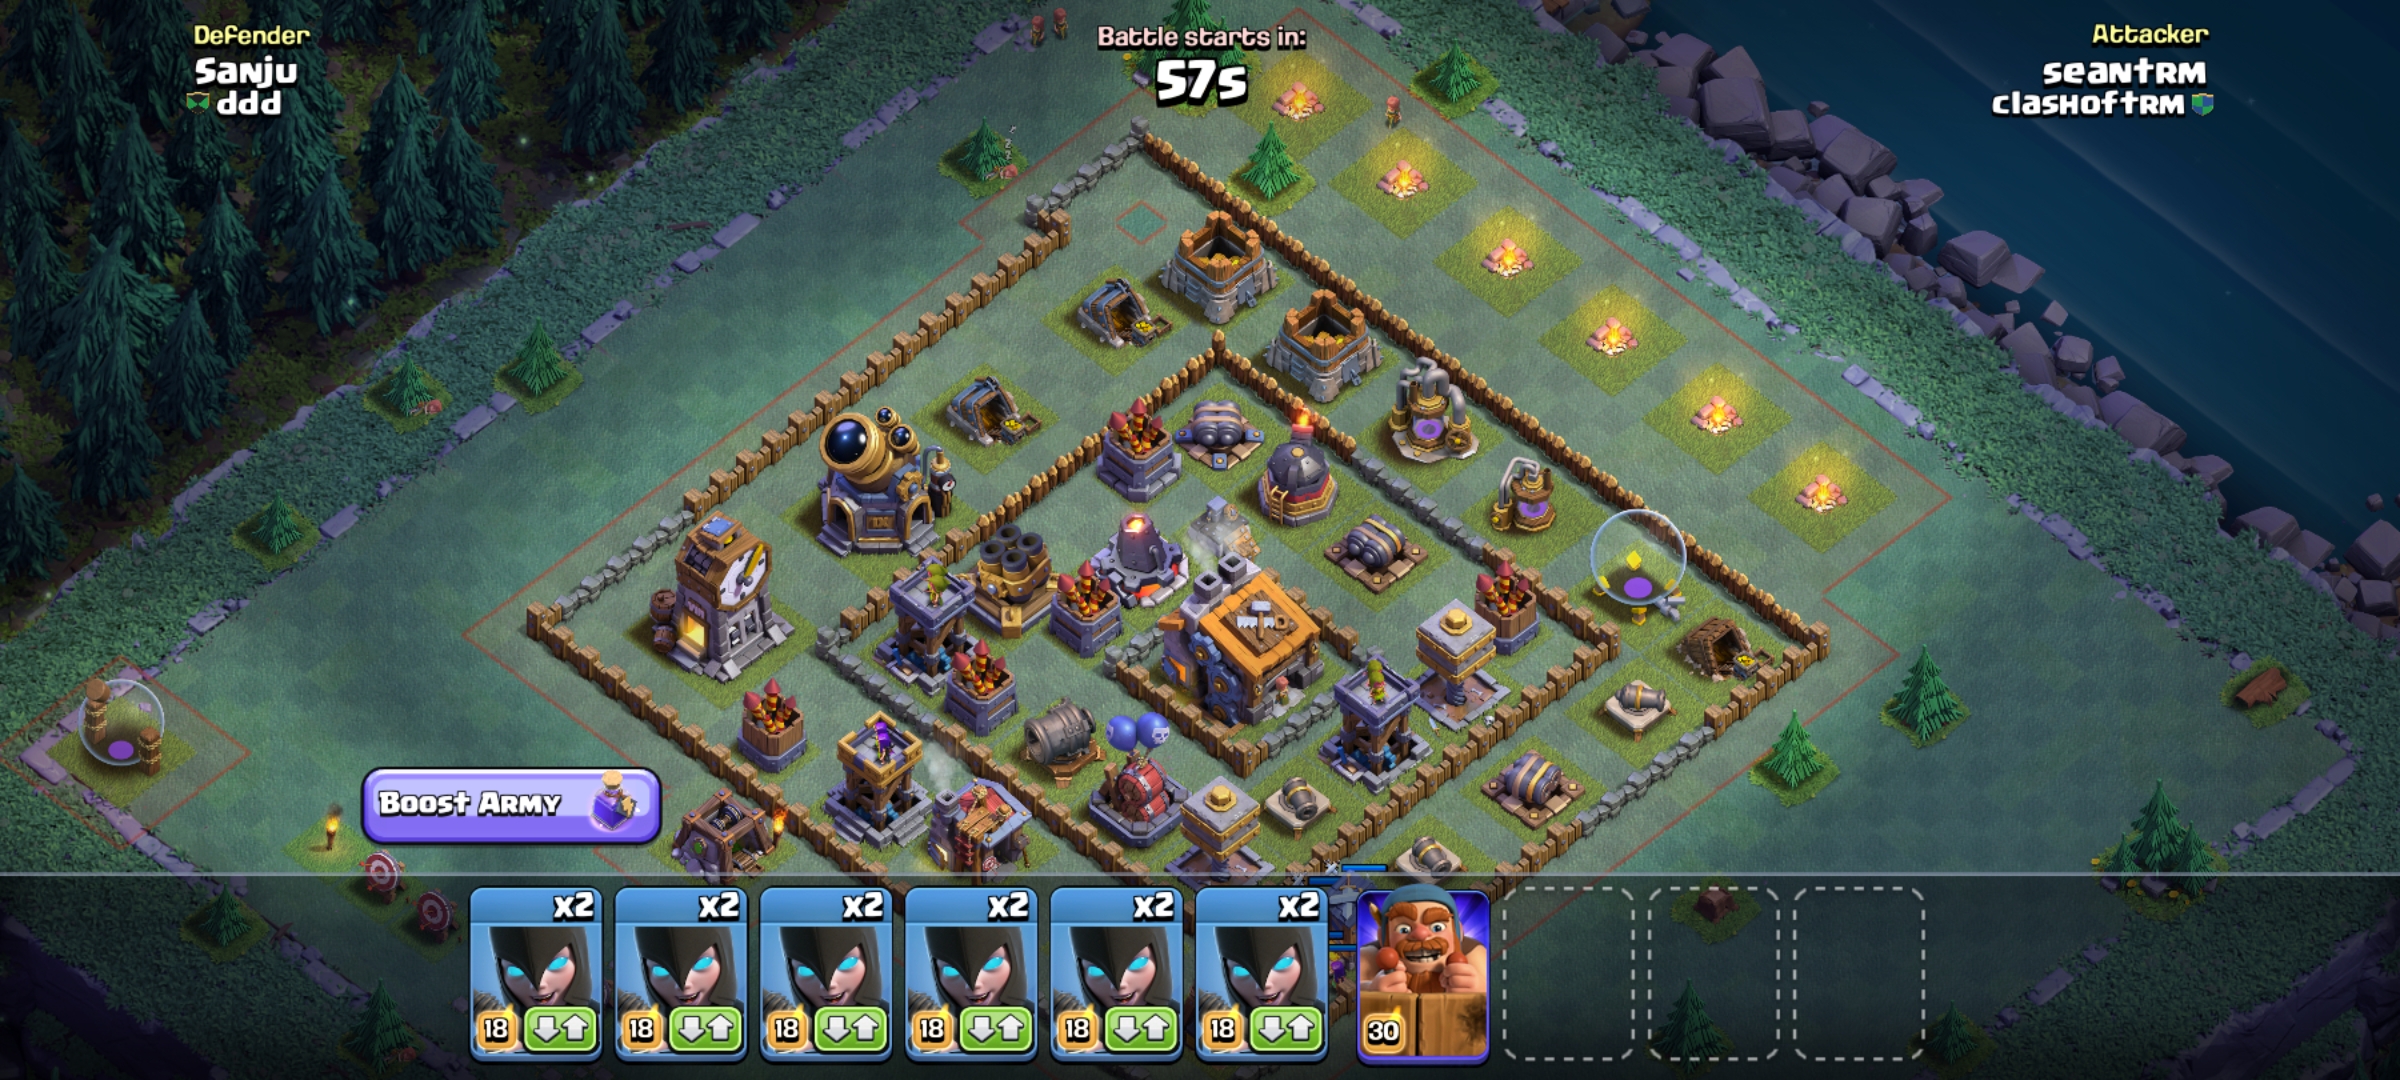 Defender
Sanju
ddd
Battle starts in:
57s
Attacker
seantRM
clashoftRM
Boost Army
x2
x2
x2
x2
x2
x2
18
18
18
18
18
18
30